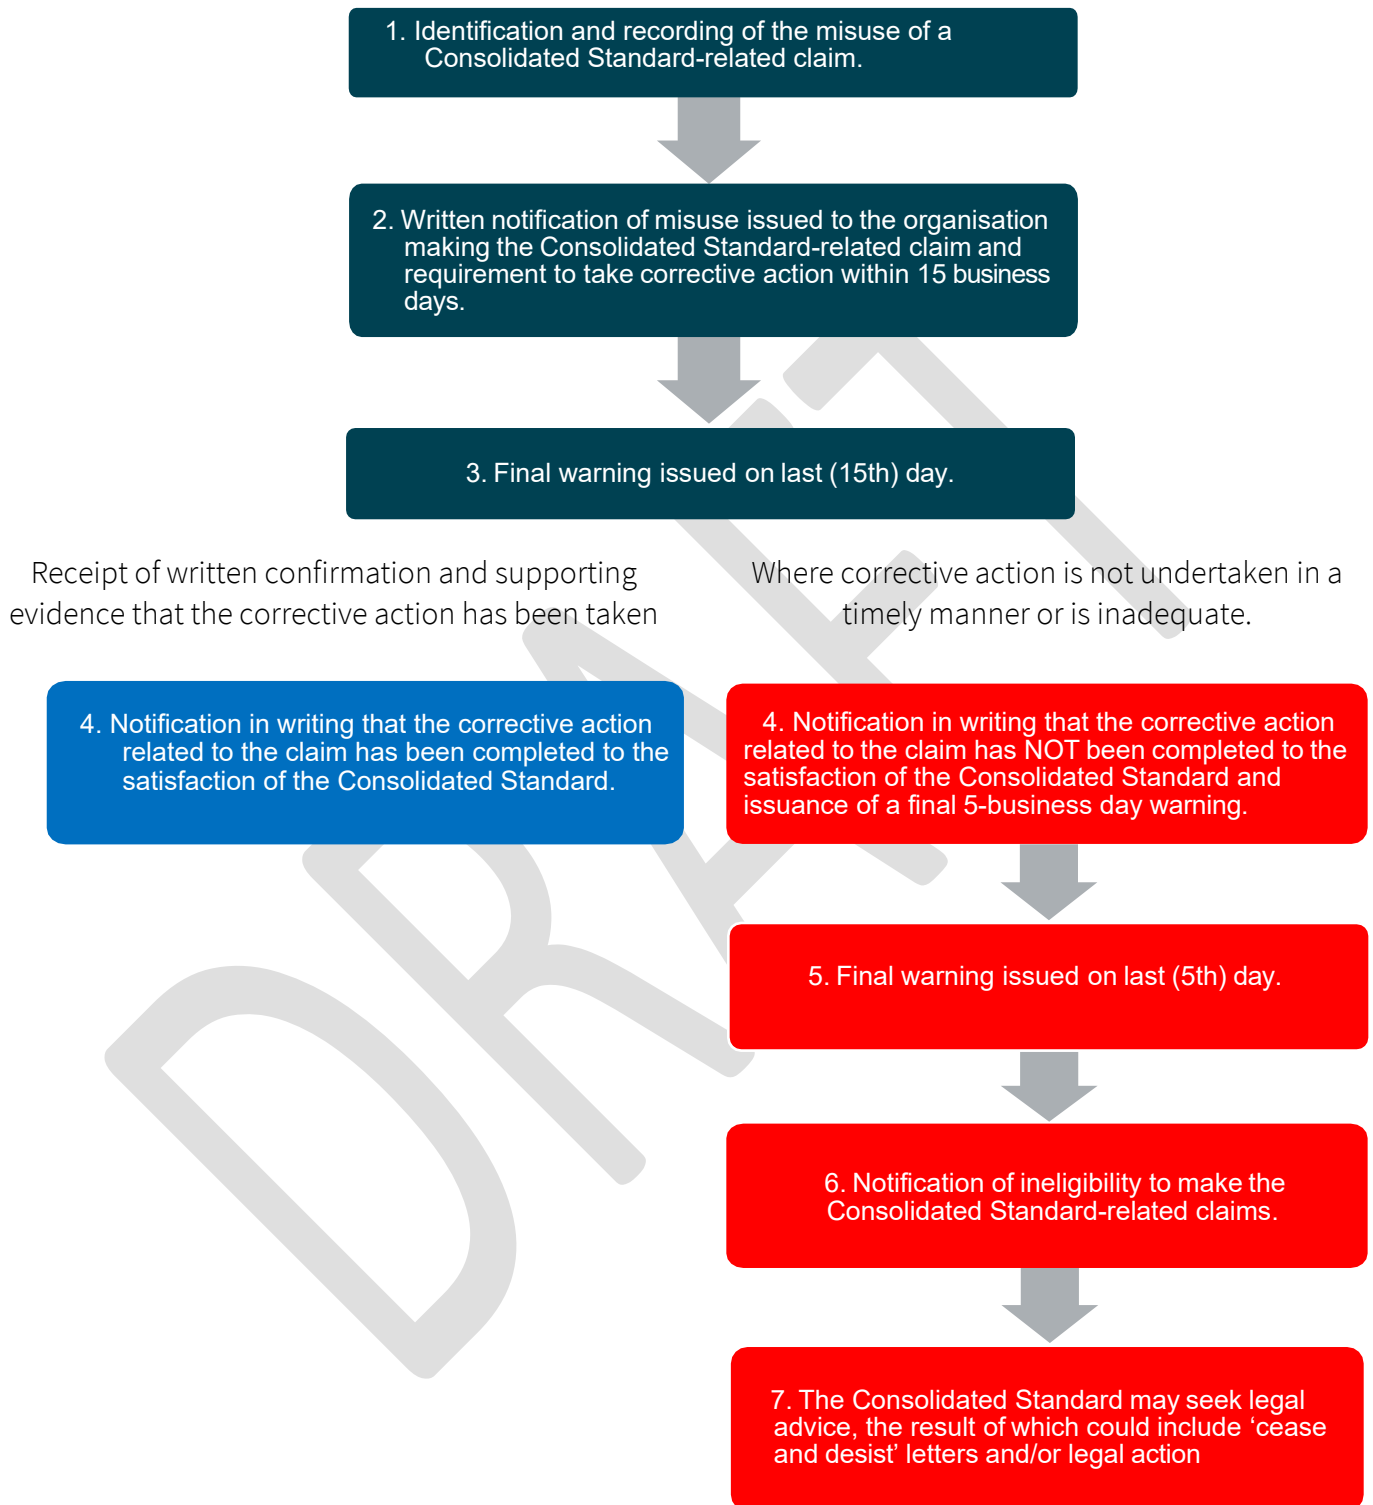 1. Identification and recording of the misuse of a
Consolidated Standard-related claim.
2. Written notification of misuse issued to the organisation
making the Consolidated Standard-related claim and
requirement to take corrective action within 15 business
days.
3. Final warning issued on last (15th) day.
Receipt of written confirmation and supporting
evidence that the corrective action has been taken
Where corrective action is not undertaken in a
timely manner or is inadequate.
4. Notification in writing that the corrective action
related to the claim has been completed to the
satisfaction of the Consolidated Standard.
4. Notification in writing that the corrective action
related to the claim has NOT been completed to the
satisfaction of the Consolidated Standard and
issuance of a final 5-business day warning.
5. Final warning issued on last (5th) day.
6. Notification of ineligibility to make the
Consolidated Standard-related claims.
7. The Consolidated Standard may seek legal
advice, the result of which could include ‘cease
and desist’ letters and/or legal action
DRAFT